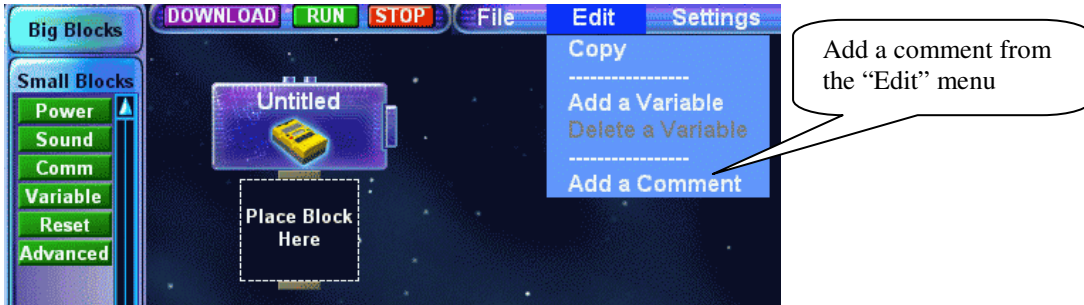 Big Blocks
DOWNLOAD RUN STOP File Edit Settings
Small Blocks
Power
Sound
Comm
Variable
Reset
Advanced
Untitled
Place Block
Here
Copy
-----------------
Add a Variable
Delete a Variable
-----------------
Add a Comment
Add a comment from
the “Edit” menu